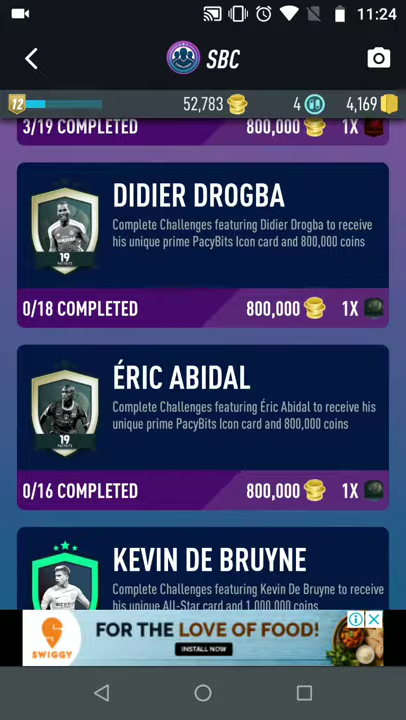 11:24
SBC
12
52,783
4
4,169
3/19 COMPLETED
800,000
1X
DIDIER DROGBA
Complete Challenges featuring Didier Drogba to receive
his unique prime PacyBits Icon card and 800,000 coins
19
PACYBITS
0/18 COMPLETED
800,000
1X
ÉRIC ABIDAL
Complete Challenges featuring Éric Abidal to receive his
unique prime PacyBits Icon card and 800,000 coins
19
PACYBITS
0/16 COMPLETED
800,000
1X
KEVIN DE BRUYNE
Complete Challenges featuring Kevin De Bruyne to receive
his unique All-Star card and 1,000,000 coins
SWIGGY
FOR THE LOVE OF FOOD!
INSTALL NOW